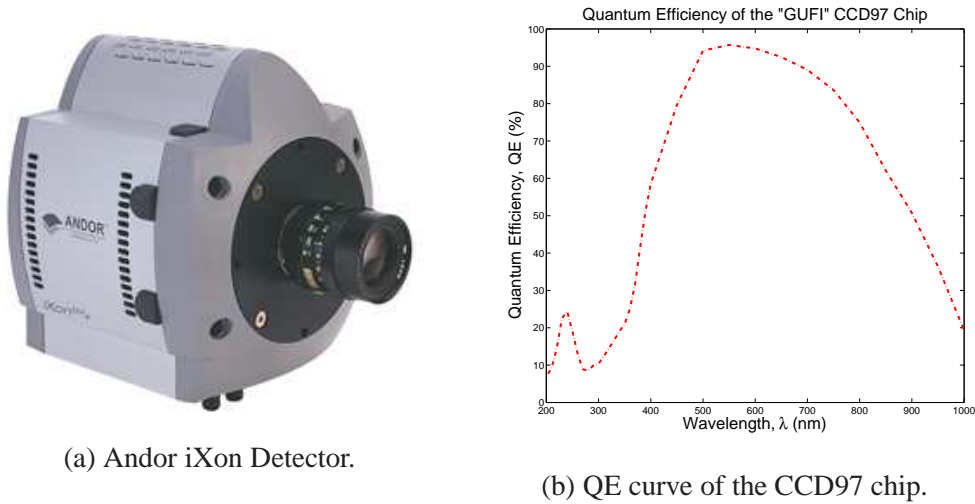 ANDOR
iXon
(a) Andor iXon Detector.
Quantum Efficiency of the "GUFI" CCD97 Chip
Quantum Efficiency, QE (%)
100
90
80
70
60
50
40
30
20
10
0
200 300 400 500 600 700 800 900 1000
Wavelength, λ (nm)
(b) QE curve of the CCD97 chip.